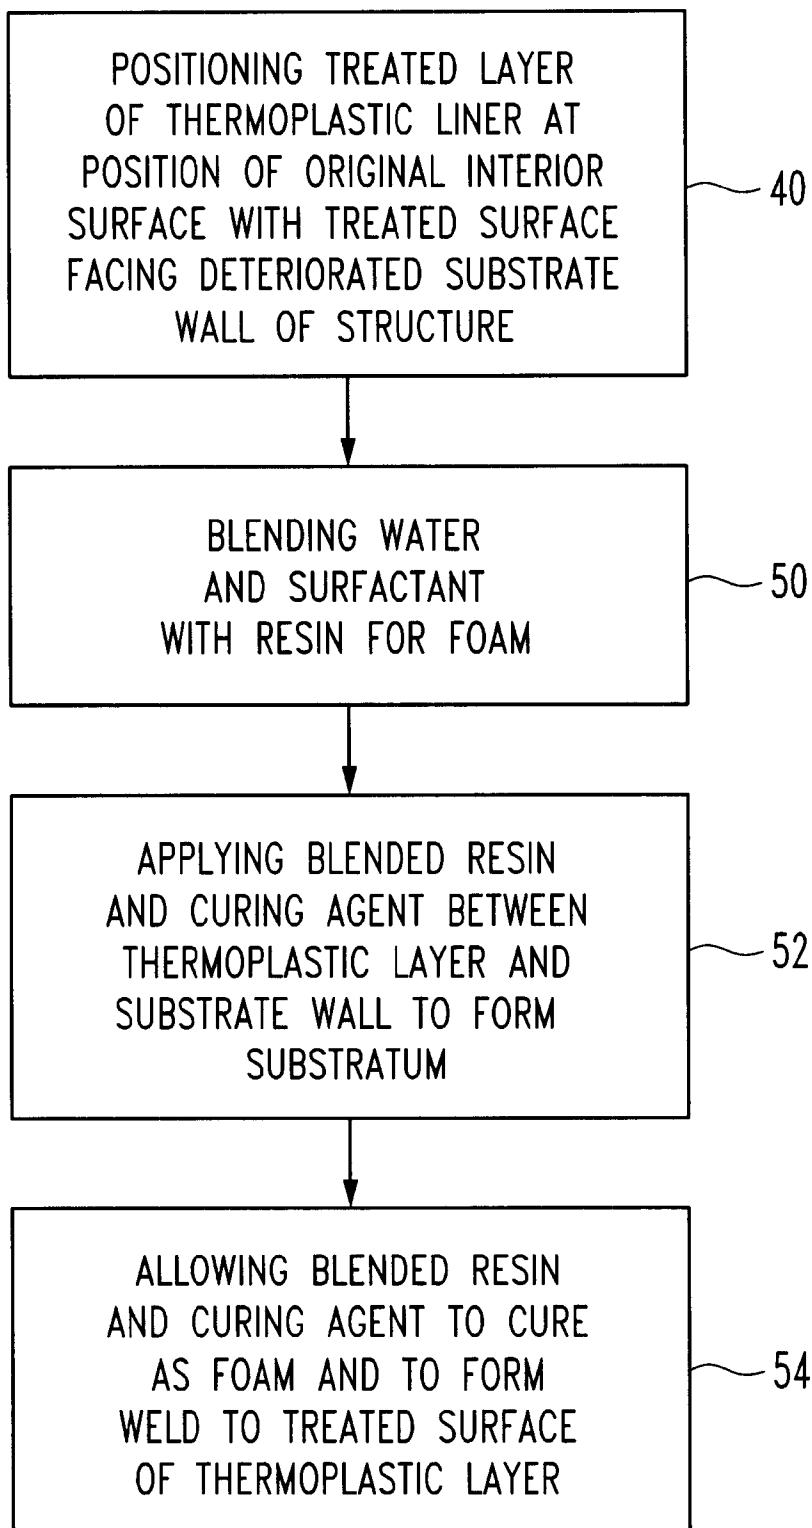 POSITIONING TREATED LAYER
OF THERMOPLASTIC LINER AT
POSITION OF ORIGINAL INTERIOR
SURFACE WITH TREATED SURFACE
FACING DETERIORATED SUBSTRATE
WALL OF STRUCTURE
40
BLENDING WATER
AND SURFACTANT
WITH RESIN FOR FOAM
50
APPLYING BLENDED RESIN
AND CURING AGENT BETWEEN
THERMOPLASTIC LAYER AND
SUBSTRATE WALL TO FORM
SUBSTRATUM
52
ALLOWING BLENDED RESIN
AND CURING AGENT TO CURE
AS FOAM AND TO FORM
WELD TO TREATED SURFACE
OF THERMOPLASTIC LAYER
54